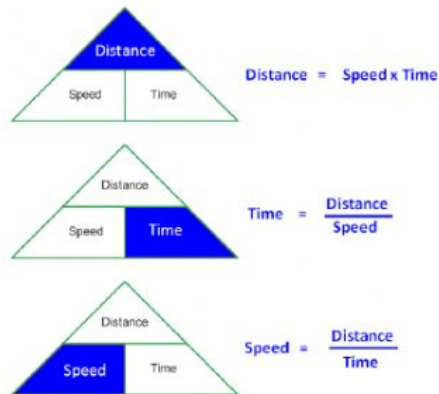 Distance
Speed Time
Distance = Speed x Time
Distance
Speed Time
Time = Distance
Speed
Distance
Speed Time
Speed = Distance
Time